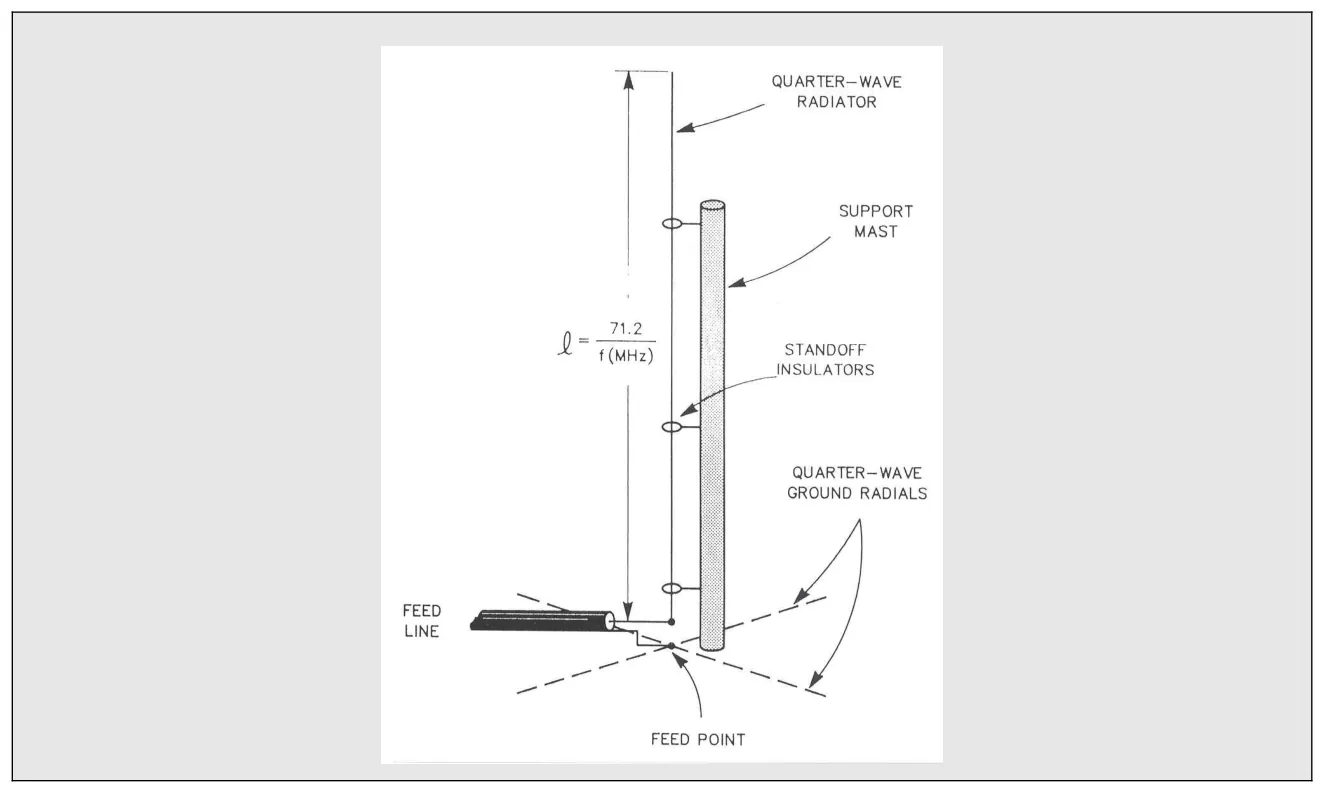 QUARTER–WAVE
RADIATOR
SUPPORT
MAST
ℓ = 71.2
f(MHz)
STANDOFF
INSULATORS
QUARTER–WAVE
GROUND RADIALS
FEED
LINE
FEED POINT